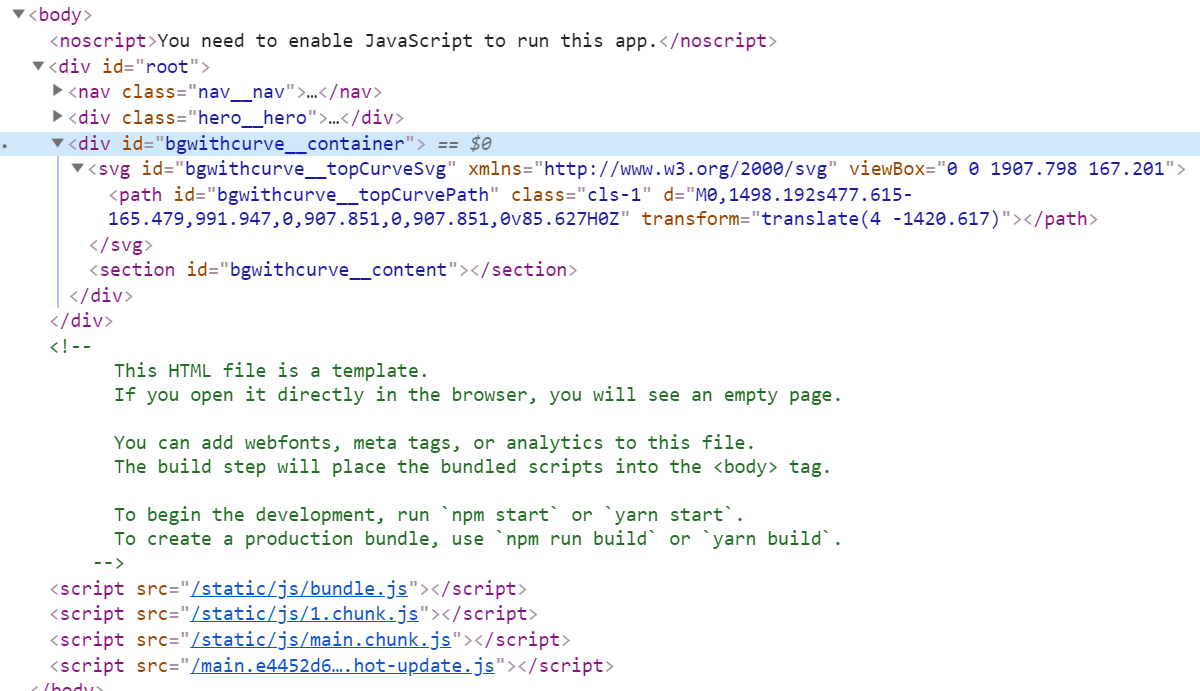 <body>
<noscript>You need to enable JavaScript to run this app.</noscript>
<div id="root">
<nav class="nav__nav">…</nav>
<div class="hero__hero">…</div>
<div id="bgwithcurve__container"> == $0
<svg id="bgwithcurve__topCurveSvg" xmlns="http://www.w3.org/2000/svg" viewBox="0 0 1907.798 167.201">
<path id="bgwithcurve__topCurvePath" class="cls-1" d="M0,1498.192s477.615-
165.479,991.947,0,907.851,0,907.851,0v85.627H0Z" transform="translate(4 -1420.617)"></path>
</svg>
<section id="bgwithcurve__content"></section>
</div>
</div>
<!--
This HTML file is a template.
If you open it directly in the browser, you will see an empty page.
You can add webfonts, meta tags, or analytics to this file.
The build step will place the bundled scripts into the <body> tag.
To begin the development, run `npm start` or `yarn start`.
To create a production bundle, use `npm run build` or `yarn build`.
-->
<script src="/static/js/bundle.js"></script>
<script src="/static/js/1.chunk.js"></script>
<script src="/static/js/main.chunk.js"></script>
<script src="/main.e4452d6….hot-update.js"></script>
</body>